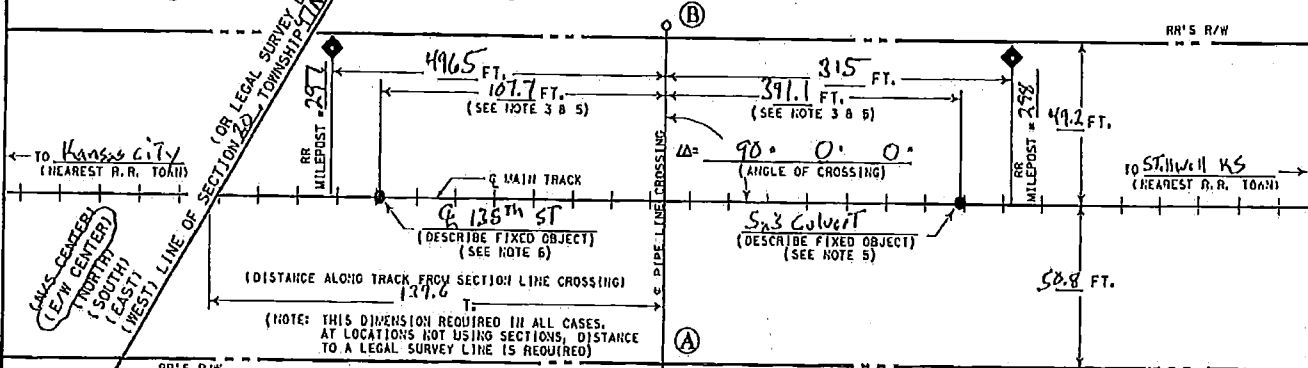 (OR LEGAL SURVEY
LINE OF SECTION 20, TOWNSHIP
(N/S CENTER)
(E/W CENTER)
(NORTH)
(SOUTH)
(EAST)
(WEST)
B
RR'S R/W
4965 FT.
315 FT.
107.7 FT.
(SEE NOTE 3 & 5)
391.1 FT.
(SEE NOTE 3 & 5)
RR
MILEPOST = 297
RR
MILEPOST = 298
49.2 FT.
TO Kansas City
(NEAREST R.R. TOWN)
90° 0' 0"
(ANGLE OF CROSSING)
TO Stillwell KS
(NEAREST R.R. TOWN)
℄ MAIN TRACK
℄ PIPE LINE CROSSING
℄ 135th ST
(DESCRIBE FIXED OBJECT)
(SEE NOTE 6)
5x3 Culvert
(DESCRIBE FIXED OBJECT)
(SEE NOTE 5)
(DISTANCE ALONG TRACK FROM SECTION LINE CROSSING)
139.6 T.
50.8 FT.
(NOTE: THIS DIMENSION REQUIRED IN ALL CASES.
AT LOCATIONS NOT USING SECTIONS, DISTANCE
TO A LEGAL SURVEY LINE IS REQUIRED)
A
RR'S R/W